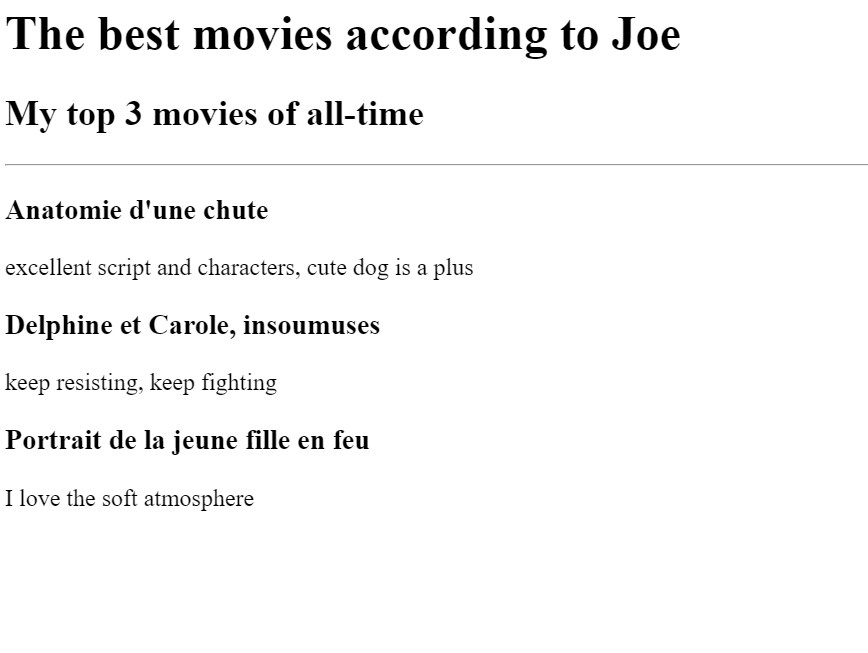 The best movies according to Joe
My top 3 movies of all-time
Anatomie d'une chute
excellent script and characters, cute dog is a plus
Delphine et Carole, insoumuses
keep resisting, keep fighting
Portrait de la jeune fille en feu
I love the soft atmosphere